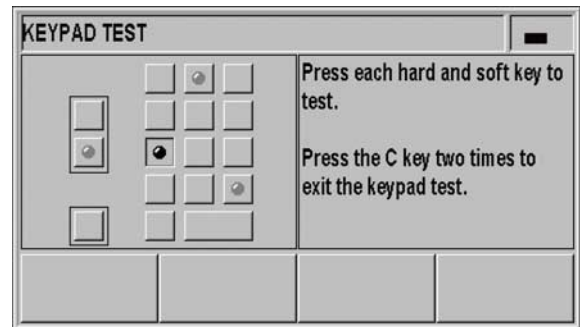 KEYPAD TEST
Press each hard and soft key to
test.
Press the C key two times to
exit the keypad test.